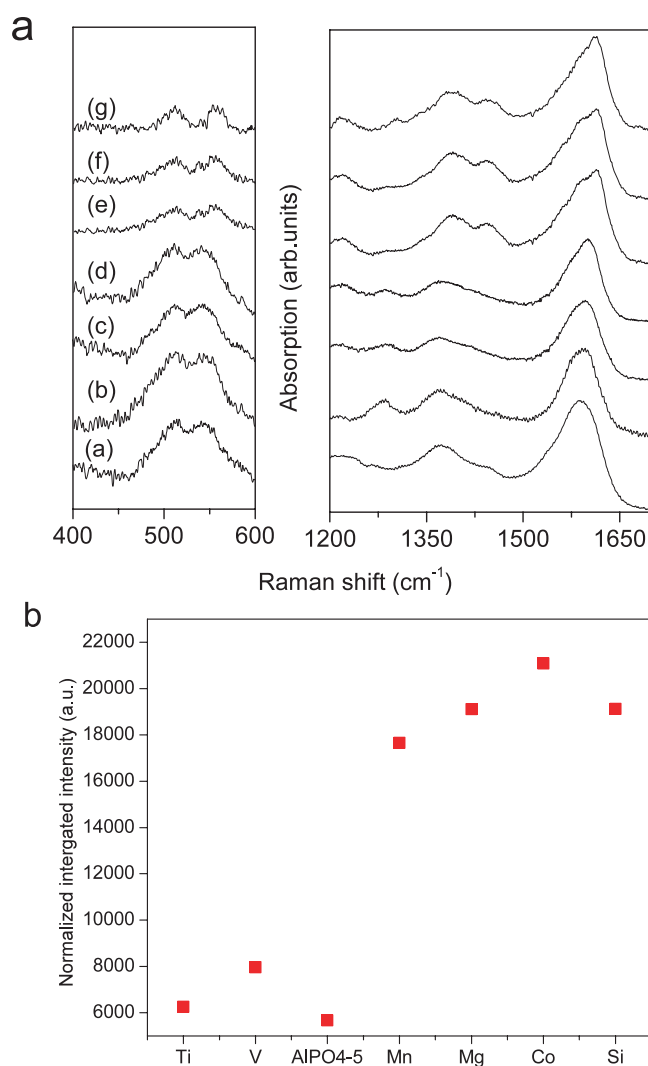 a
(g)
(f)
(e)
(d)
(c)
(b)
(a)
Absorption (arb.units)
400 500 600 1200 1350 1500 1650
Raman shift (cm⁻¹)
b
Normalized intergated intensity (a.u.)
22000
20000
18000
16000
14000
12000
10000
8000
6000
Ti V AlPO4-5 Mn Mg Co Si